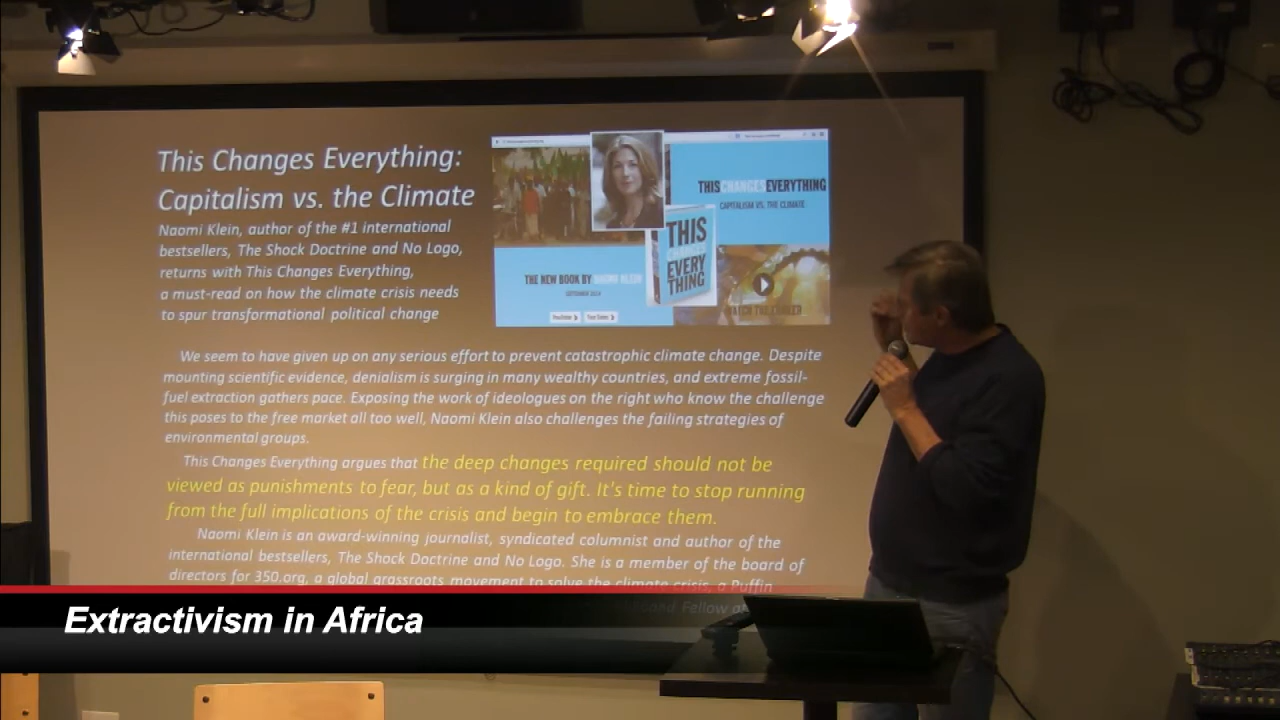 This Changes Everything:
Capitalism vs. the Climate
Naomi Klein, author of the #1 international
bestsellers, The Shock Doctrine and No Logo,
returns with This Changes Everything,
a must-read on how the climate crisis needs
to spur transformational political change
THIS CHANGES EVERYTHING
CAPITALISM VS. THE CLIMATE
THIS
CHANGES
EVERY
THING
THE NEW BOOK BY NAOMI KLEIN
SEPTEMBER 2014
WATCH THE TRAILER
We seem to have given up on any serious effort to prevent catastrophic climate change. Despite
mounting scientific evidence, denialism is surging in many wealthy countries, and extreme fossil-
fuel extraction gathers pace. Exposing the work of ideologues on the right who know the challenge
this poses to the free market all too well, Naomi Klein also challenges the failing strategies of
environmental groups.
This Changes Everything argues that the deep changes required should not be
viewed as punishments to fear, but as a kind of gift. It's time to stop running
from the full implications of the crisis and begin to embrace them.
Naomi Klein is an award-winning journalist, syndicated columnist and author of the
international bestsellers, The Shock Doctrine and No Logo. She is a member of the board of
directors for 350.org, a global grassroots movement to solve the climate crisis, a Puffin
Fellow
Extractivism in Africa